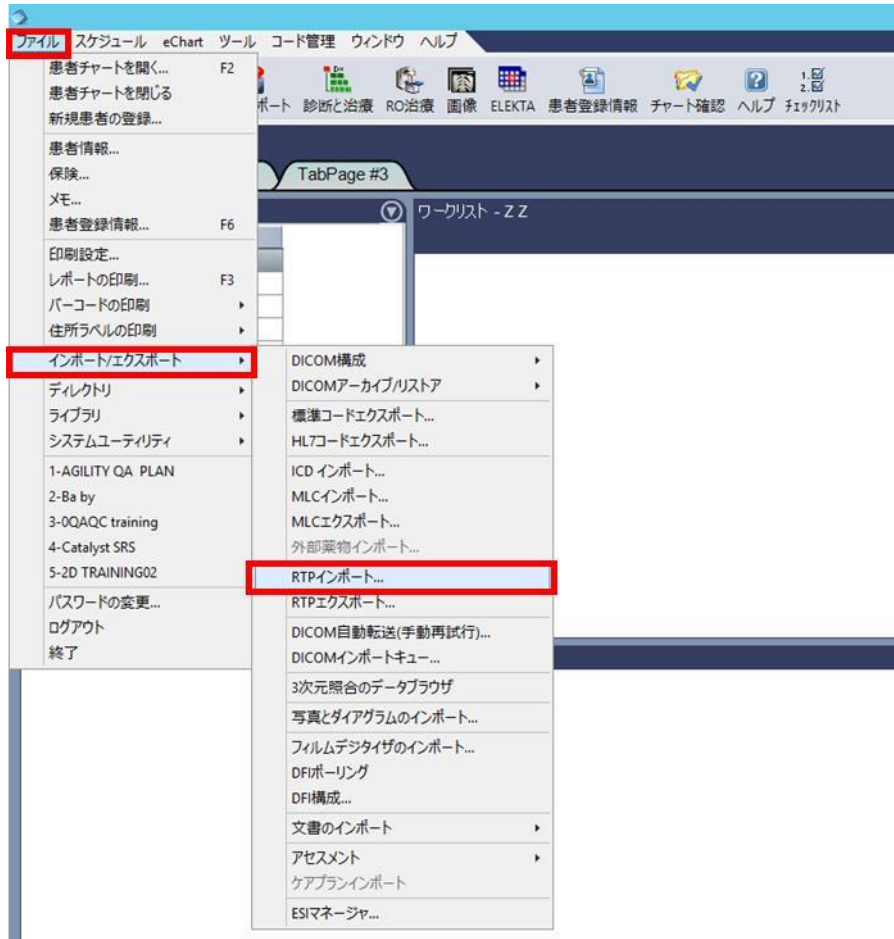 ファイル スケジュール eChart ツール コード管理 ウィンドウ ヘルプ
ポート 診断と治療 RO治療 画像 ELEKTA 患者登録情報 チャート確認 ヘルプ チェックリスト
TabPage #3
ワークリスト - Z Z
患者チャートを開く... F2
患者チャートを閉じる
新規患者の登録...
患者情報...
保険...
メモ...
患者登録情報... F6
印刷設定...
レポートの印刷... F3
バーコードの印刷
住所ラベルの印刷
インポート/エクスポート
ディレクトリ
ライブラリ
システムユーティリティ
1-AGILITY QA PLAN
2-Ba by
3-0QAQC training
4-Catalyst SRS
5-2D TRAINING02
パスワードの変更...
ログアウト
終了
DICOM構成
DICOMアーカイブ/リストア
標準コードエクスポート...
HL7コードエクスポート...
ICD インポート...
MLCインポート...
MLCエクスポート...
外部薬物インポート...
RTPインポート...
RTPエクスポート...
DICOM自動転送(手動再試行)...
DICOMインポートキュー...
3次元照合のデータブラウザ
写真とダイアグラムのインポート...
フィルムデジタイザのインポート...
DFIポーリング
DFI構成...
文書のインポート
アセスメント
ケアプランインポート
ESIマネージャ...